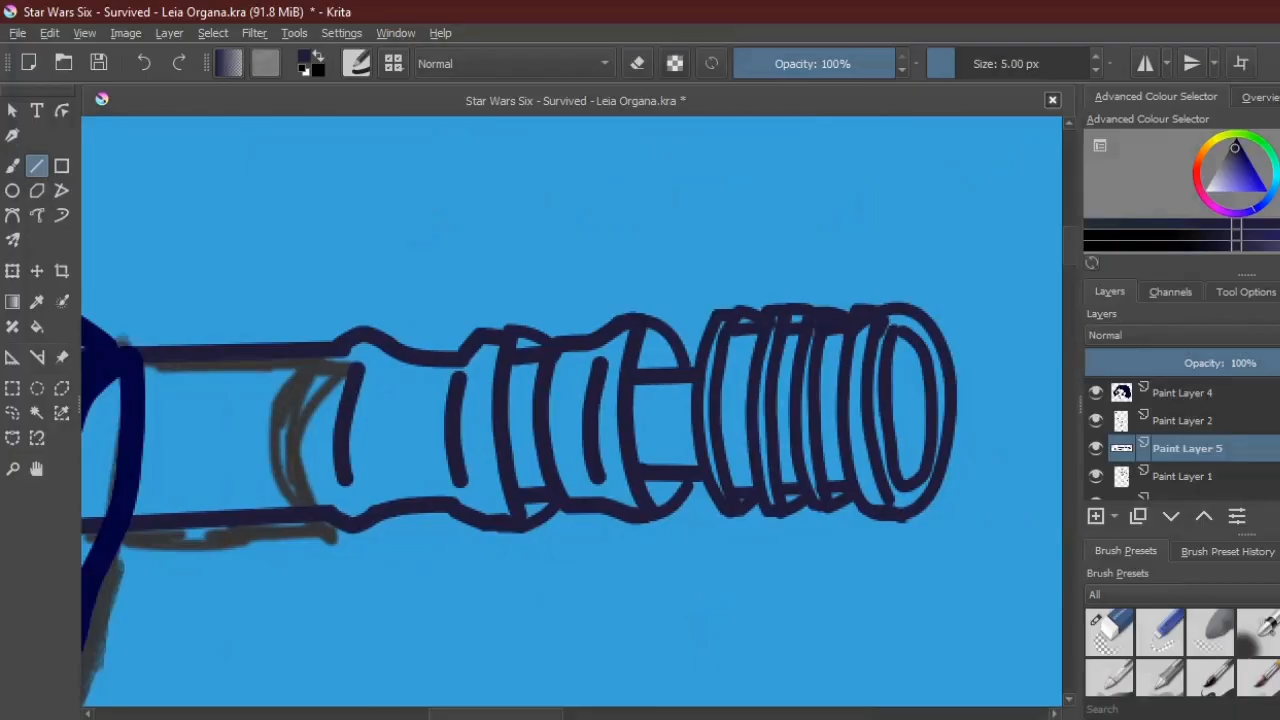 Star Wars Six - Survived - Leia Organa.kra (91.8 MiB) * - Krita
File Edit View Image Layer Select Filter Tools Settings Window Help
Normal Opacity: 100% Size: 5.00 px
Star Wars Six - Survived - Leia Organa.kra *
Advanced Colour Selector Overvie
Advanced Colour Selector
Layers Channels Tool Options
Layers
Normal
Opacity: 100%
Paint Layer 4
Paint Layer 2
Paint Layer 5
Paint Layer 1
Brush Presets Brush Preset History
Brush Presets
All
Search